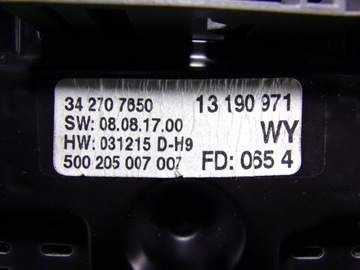 34 270 7650 13 190 971
SW: 08.08.17.00 WY
HW: 031215 D-H9
500 205 007 007 FD: 065 4